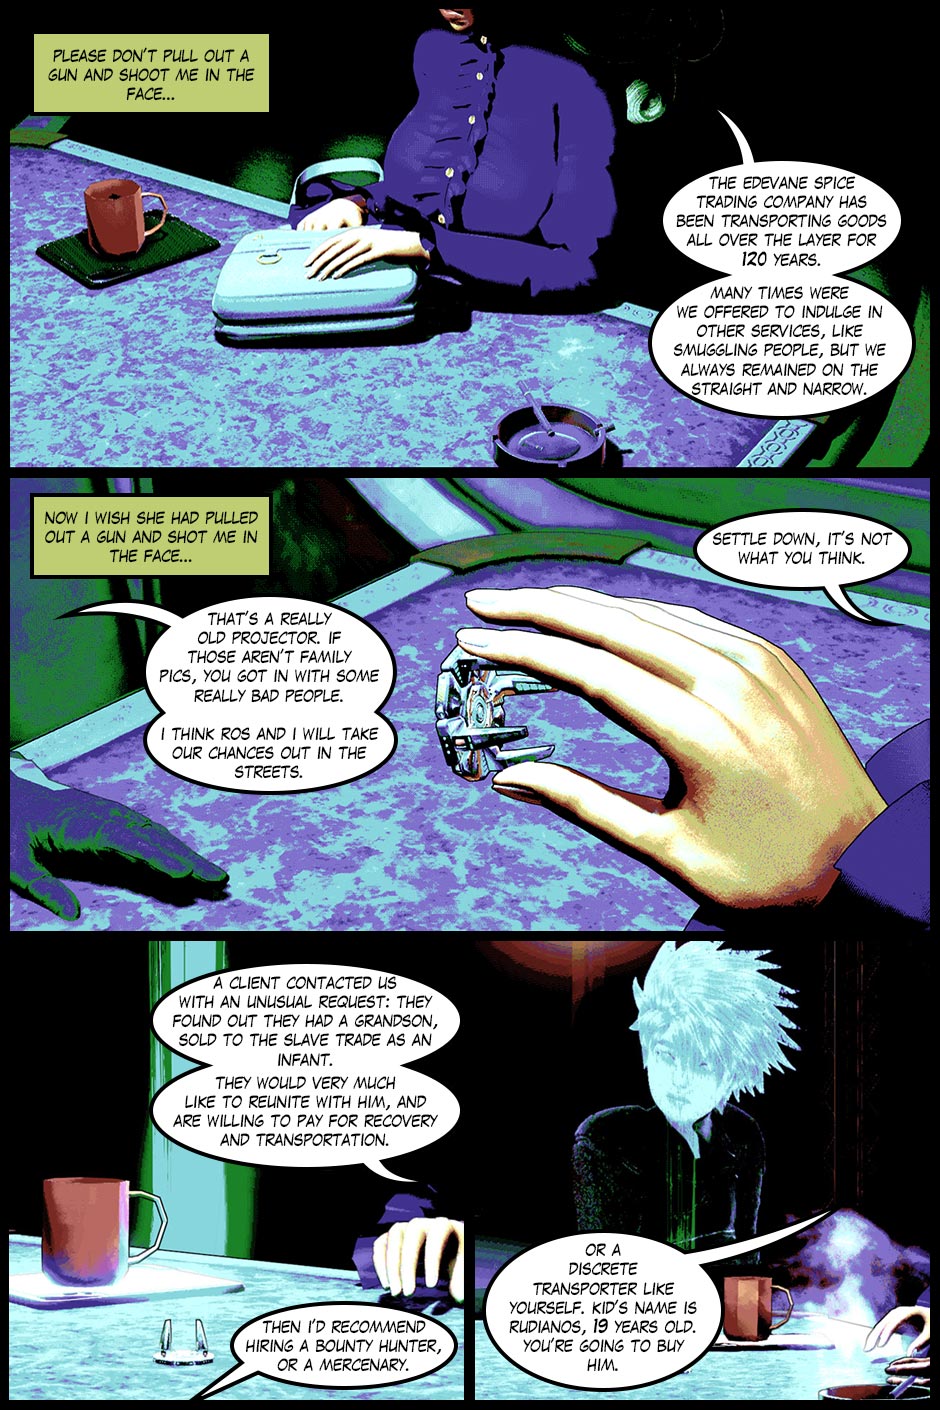 PLEASE DON'T PULL OUT A
GUN AND SHOOT ME IN THE
FACE...
THE EDEVANE SPICE
TRADING COMPANY HAS
BEEN TRANSPORTING GOODS
ALL OVER THE LAYER FOR
120 YEARS.
MANY TIMES WERE
WE OFFERED TO INDULGE IN
OTHER SERVICES, LIKE
SMUGGLING PEOPLE, BUT WE
ALWAYS REMAINED ON THE
STRAIGHT AND NARROW.
NOW I WISH SHE HAD PULLED
OUT A GUN AND SHOT ME IN
THE FACE...
SETTLE DOWN, IT'S NOT
WHAT YOU THINK.
THAT'S A REALLY
OLD PROJECTOR. IF
THOSE AREN'T FAMILY
PICS, YOU GOT IN WITH SOME
REALLY BAD PEOPLE.
I THINK ROS AND I WILL TAKE
OUR CHANCES OUT IN THE
STREETS.
A CLIENT CONTACTED US
WITH AN UNUSUAL REQUEST: THEY
FOUND OUT THEY HAD A GRANDSON,
SOLD TO THE SLAVE TRADE AS AN
INFANT.
THEY WOULD VERY MUCH
LIKE TO REUNITE WITH HIM, AND
ARE WILLING TO PAY FOR RECOVERY
AND TRANSPORTATION.
THEN I'D RECOMMEND
HIRING A BOUNTY HUNTER,
OR A MERCENARY.
OR A
DISCRETE
TRANSPORTER LIKE
YOURSELF. KID'S NAME IS
RUDIANOS, 19 YEARS OLD.
YOU'RE GOING TO BUY
HIM.